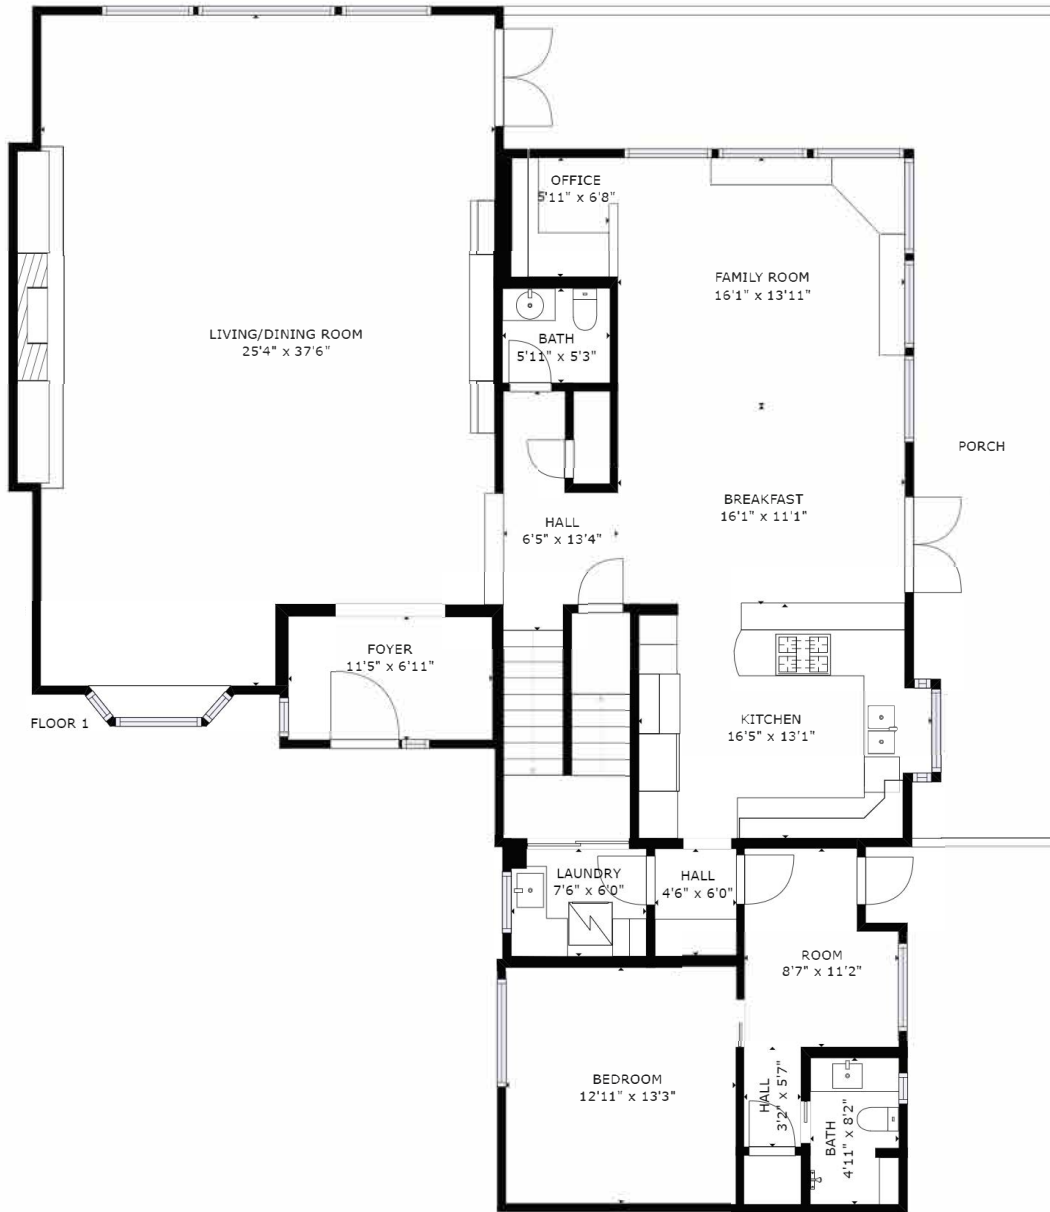 OFFICE
5'11" x 6'8"
FAMILY ROOM
16'1" x 13'11"
LIVING/DINING ROOM
25'4" x 37'6"
BATH
5'11" x 5'3"
PORCH
BREAKFAST
16'1" x 11'1"
HALL
6'5" x 13'4"
FOYER
11'5" x 6'11"
FLOOR 1
KITCHEN
16'5" x 13'1"
LAUNDRY
7'6" x 6'0"
HALL
4'6" x 6'0"
ROOM
8'7" x 11'2"
BEDROOM
12'11" x 13'3"
HALL
3'2" x 5'7"
BATH
4'11" x 8'2"